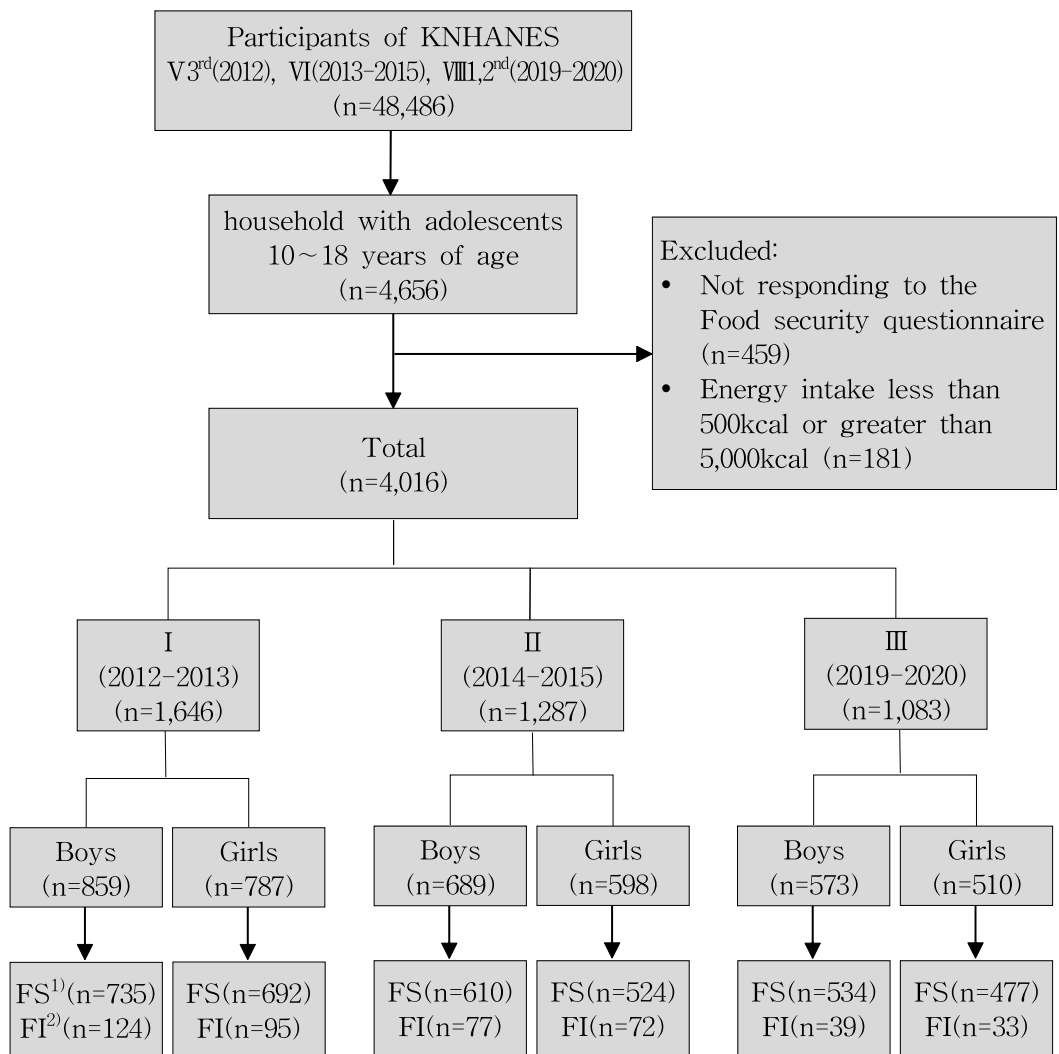 Participants of KNHANES
Ⅴ3rd(2012), Ⅵ(2013-2015), Ⅷ1,2nd(2019-2020)
(n=48,486)
household with adolescents
10~18 years of age
(n=4,656)
Excluded:
• Not responding to the
Food security questionnaire
(n=459)
• Energy intake less than
500kcal or greater than
5,000kcal (n=181)
Total
(n=4,016)
Ⅰ
(2012-2013)
(n=1,646)
Ⅱ
(2014-2015)
(n=1,287)
Ⅲ
(2019-2020)
(n=1,083)
Boys
(n=859)
Girls
(n=787)
Boys
(n=689)
Girls
(n=598)
Boys
(n=573)
Girls
(n=510)
FS1)(n=735)
FI2)(n=124)
FS(n=692)
FI(n=95)
FS(n=610)
FI(n=77)
FS(n=524)
FI(n=72)
FS(n=534)
FI(n=39)
FS(n=477)
FI(n=33)